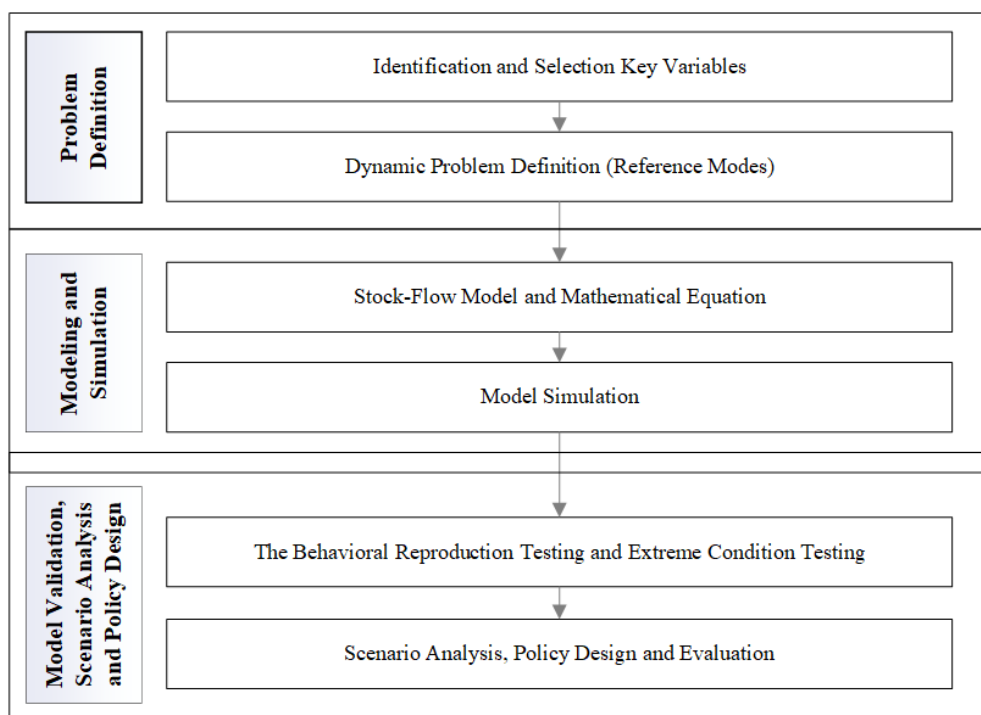 Problem
Definition
Identification and Selection Key Variables
Dynamic Problem Definition (Reference Modes)
Modeling and
Simulation
Stock-Flow Model and Mathematical Equation
Model Simulation
Model Validation,
Scenario Analysis
and Policy Design
The Behavioral Reproduction Testing and Extreme Condition Testing
Scenario Analysis, Policy Design and Evaluation